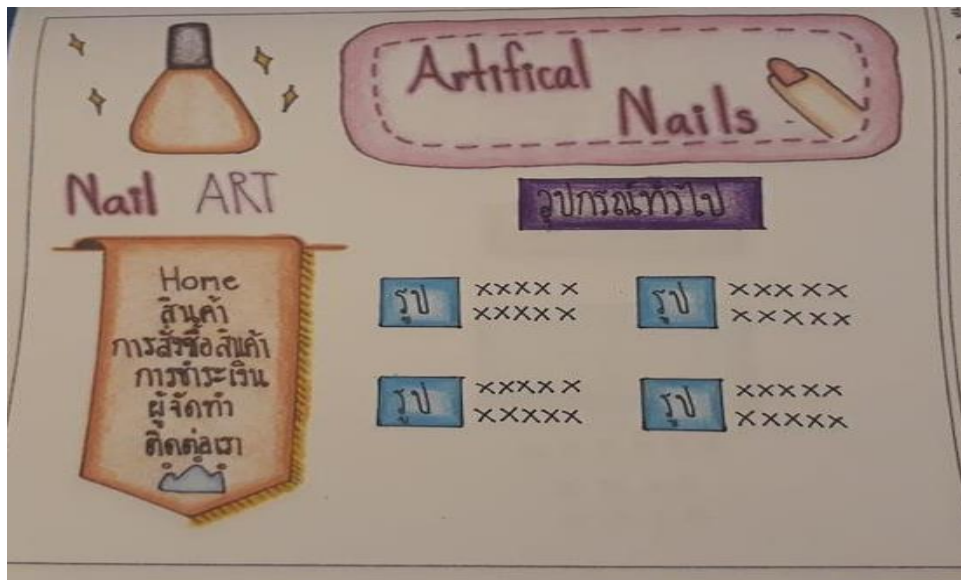 Artifical
Nails
Nail ART
อุปกรณ์ทั่วไป
Home
สินค้า
การสั่งซื้อสินค้า
การชำระเงิน
ผู้จัดทำ
ติดต่อเรา
รูป xxxxx
xxxxx
รูป xxxxx
xxxxx
รูป xxxxx
xxxxx
รูป xxxxx
xxxxx